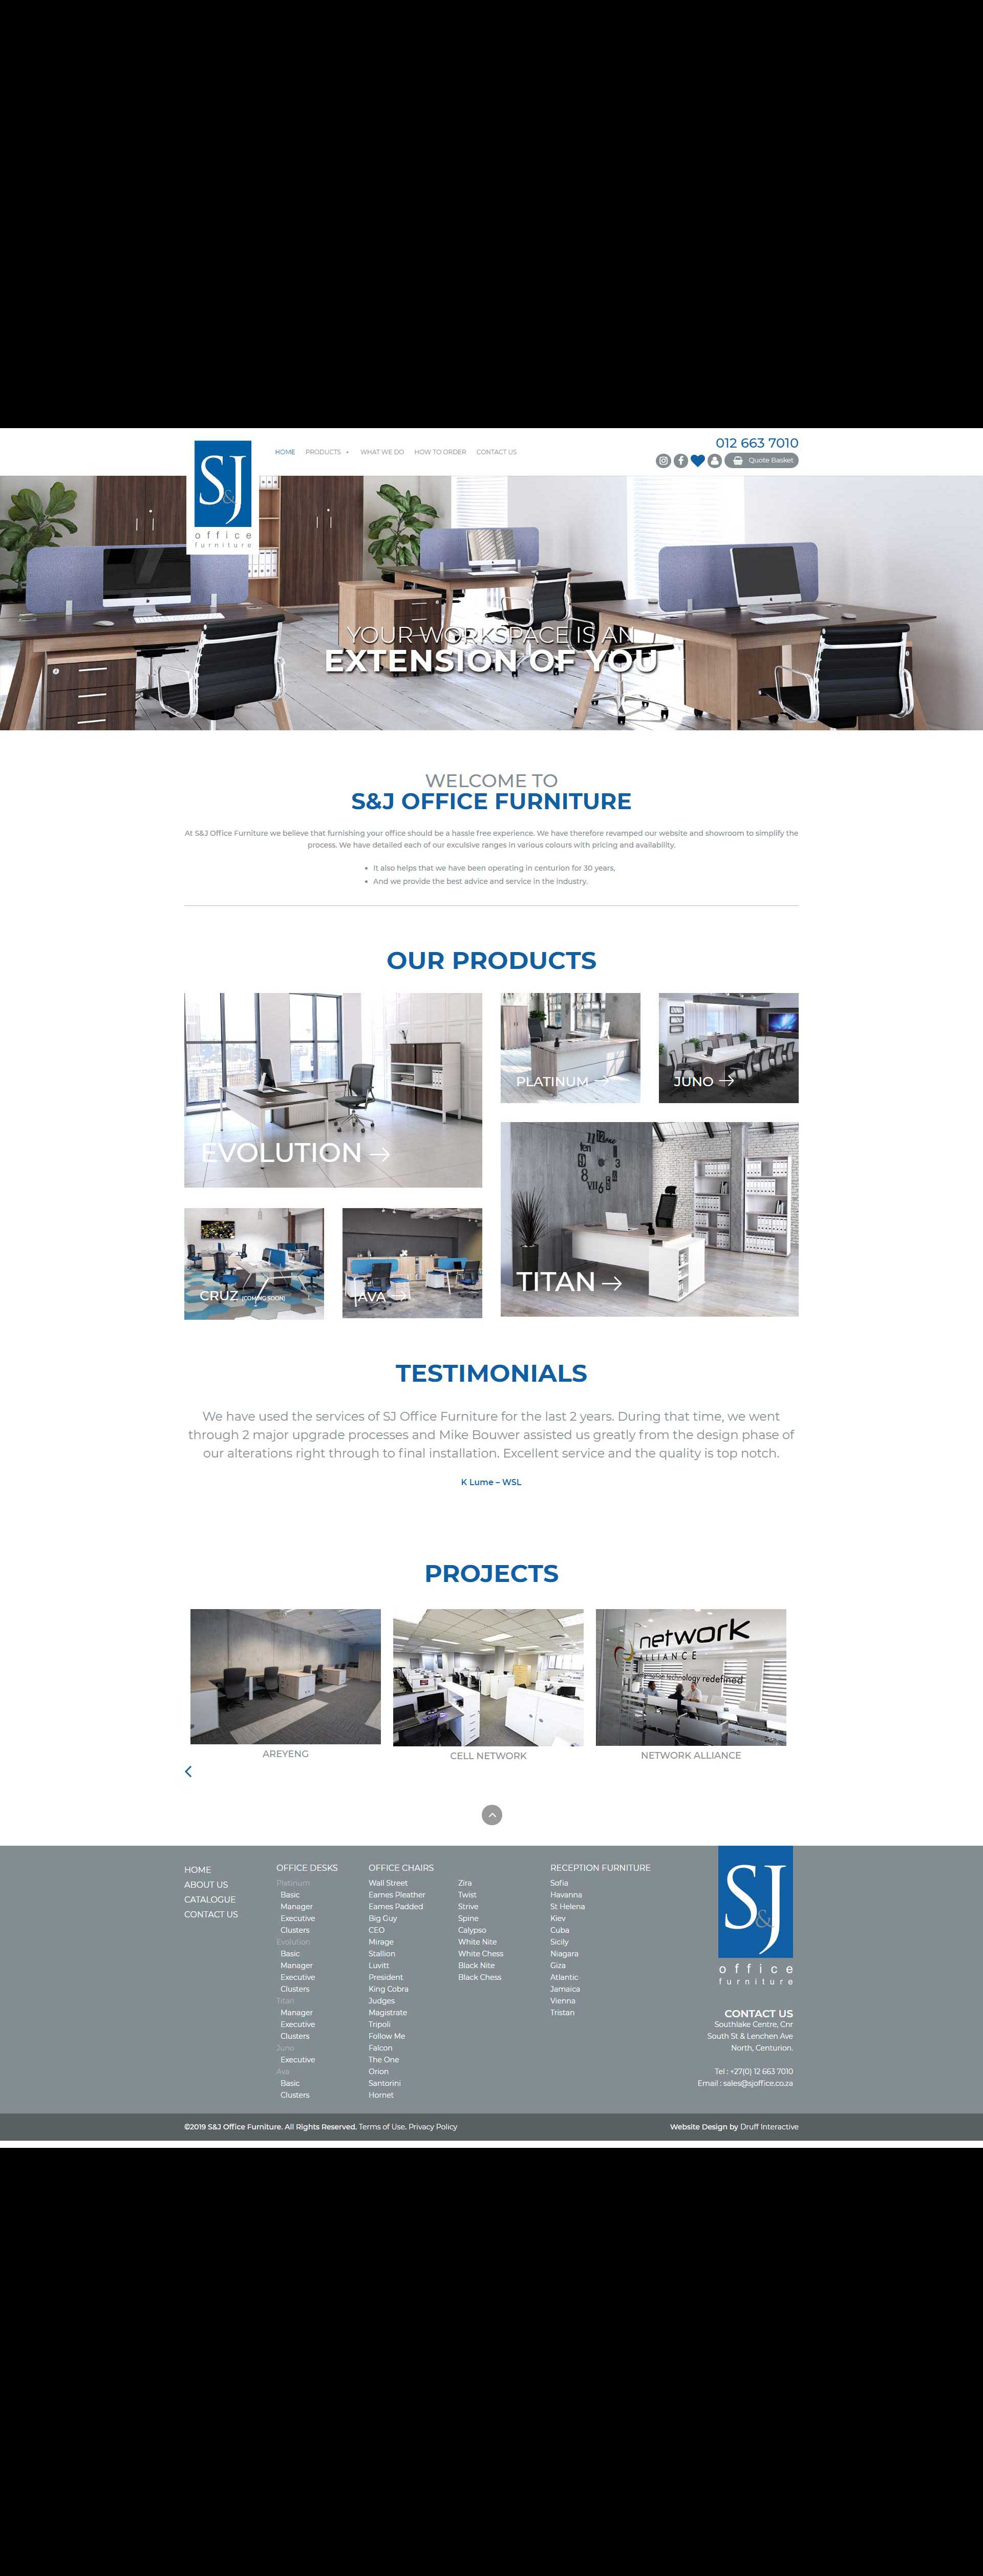 012 663 7010
HOME PRODUCTS WHAT WE DO HOW TO ORDER CONTACT US
Quote Basket
S&J
office
furniture
YOUR WORKSPACE IS AN
EXTENSION OF YOU
WELCOME TO
S&J OFFICE FURNITURE
At S&J Office Furniture we believe that furnishing your office should be a hassle free experience. We have therefore revamped our website and showroom to simplify the
process. We have detailed each of our exculsive ranges in various colours with pricing and availability.
• It also helps that we have been operating in centurion for 30 years,
• And we provide the best advice and service in the industry.
OUR PRODUCTS
EVOLUTION
PLATINUM
JUNO
TITAN
CRUZ (COMING SOON)
AVA
TESTIMONIALS
We have used the services of SJ Office Furniture for the last 2 years. During that time, we went
through 2 major upgrade processes and Mike Bouwer assisted us greatly from the design phase of
our alterations right through to final installation. Excellent service and the quality is top notch.
K Lume – WSL
PROJECTS
network
ALLIANCE
technology redefined
AREYENG
CELL NETWORK
NETWORK ALLIANCE
HOME
ABOUT US
CATALOGUE
CONTACT US
OFFICE DESKS
Platinum
Basic
Manager
Executive
Clusters
Evolution
Basic
Manager
Executive
Clusters
Titan
Manager
Executive
Clusters
Juno
Executive
Ava
Basic
Clusters
OFFICE CHAIRS
Wall Street
Eames Pleather
Eames Padded
Big Guy
CEO
Mirage
Stallion
Luvitt
President
King Cobra
Judges
Magistrate
Tripoli
Follow Me
Falcon
The One
Orion
Santorini
Hornet
Zira
Twist
Strive
Spine
Calypso
White Nite
White Chess
Black Nite
Black Chess
RECEPTION FURNITURE
Sofia
Havanna
St Helena
Kiev
Cuba
Sicily
Niagara
Giza
Atlantic
Jamaica
Vienna
Tristan
S&J
office
furniture
CONTACT US
Southlake Centre, Cnr
South St & Lenchen Ave
North, Centurion.
Tel : +27(0) 12 663 7010
Email : sales@sjoffice.co.za
©2019 S&J Office Furniture. All Rights Reserved. Terms of Use. Privacy Policy
Website Design by Druff Interactive